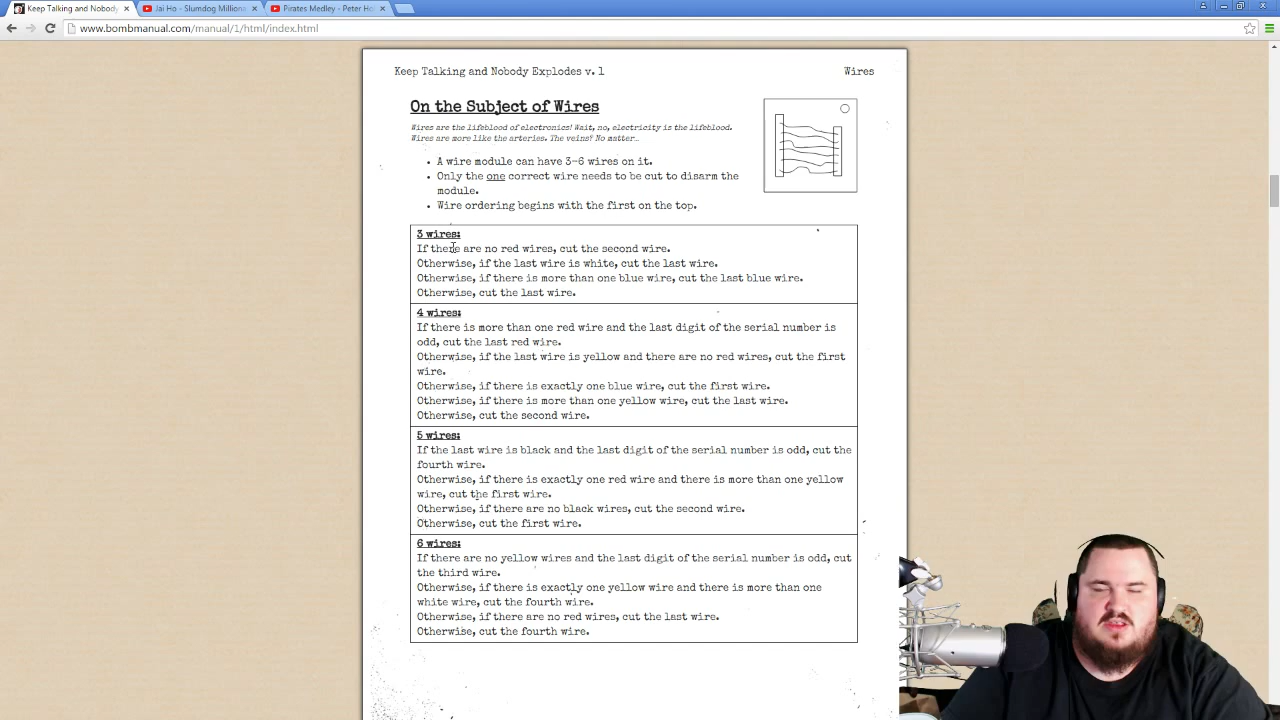 Keep Talking and Nobody
Jai Ho - Slumdog Milliona
Pirates Medley - Peter Ho
www.bombmanual.com/manual/1/html/index.html
Keep Talking and Nobody Explodes v. 1
Wires
On the Subject of Wires
Wires are the lifeblood of electronics! Wait, no, electricity is the lifeblood.
Wires are more like the arteries. The veins? No matter…
• A wire module can have 3-6 wires on it.
• Only the one correct wire needs to be cut to disarm the
module.
• Wire ordering begins with the first on the top.
3 wires:
If there are no red wires, cut the second wire.
Otherwise, if the last wire is white, cut the last wire.
Otherwise, if there is more than one blue wire, cut the last blue wire.
Otherwise, cut the last wire.
4 wires:
If there is more than one red wire and the last digit of the serial number is
odd, cut the last red wire.
Otherwise, if the last wire is yellow and there are no red wires, cut the first
wire.
Otherwise, if there is exactly one blue wire, cut the first wire.
Otherwise, if there is more than one yellow wire, cut the last wire.
Otherwise, cut the second wire.
5 wires:
If the last wire is black and the last digit of the serial number is odd, cut the
fourth wire.
Otherwise, if there is exactly one red wire and there is more than one yellow
wire, cut the first wire.
Otherwise, if there are no black wires, cut the second wire.
Otherwise, cut the first wire.
6 wires:
If there are no yellow wires and the last digit of the serial number is odd, cut
the third wire.
Otherwise, if there is exactly one yellow wire and there is more than one
white wire, cut the fourth wire.
Otherwise, if there are no red wires, cut the last wire.
Otherwise, cut the fourth wire.